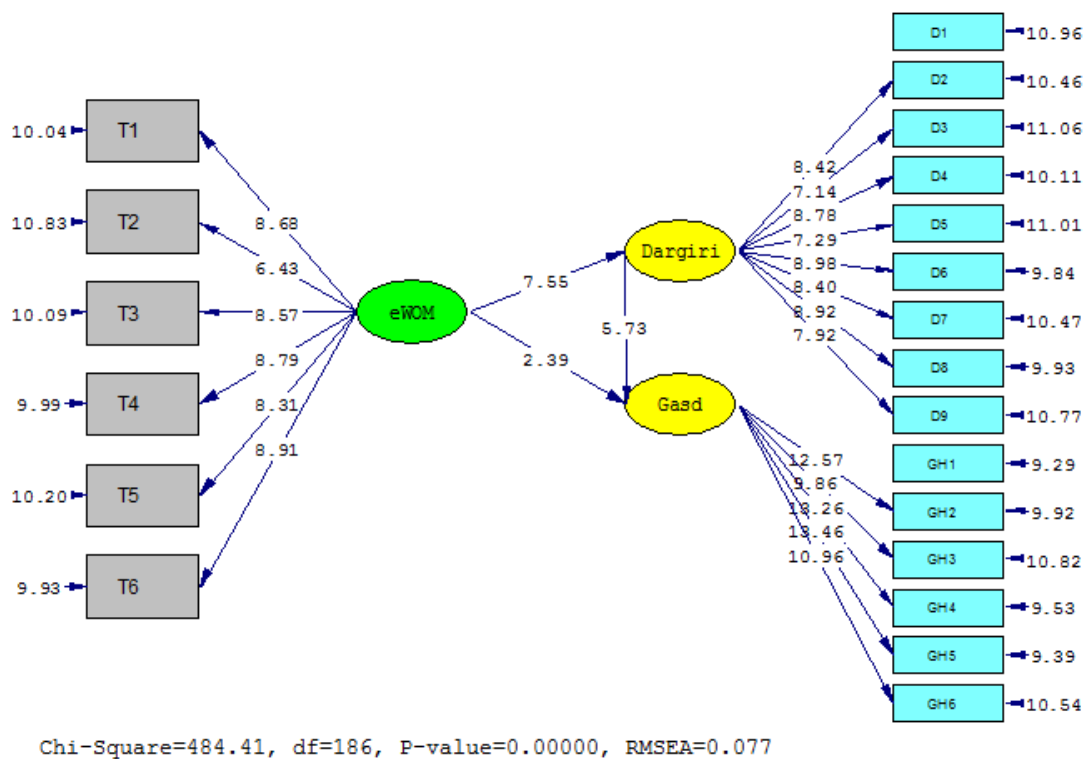 10.04 T1
10.83 T2
10.09 T3
9.99 T4
10.20 T5
9.93 T6
8.68
6.43
8.57
8.79
8.31
8.91
eWOM
7.55
2.39
5.73
Dargiri
Gasd
8.42
7.14
8.78
7.29
8.98
8.40
8.92
7.92
12.57
9.86
13.26
13.46
10.96
D1 10.96
D2 10.46
D3 11.06
D4 10.11
D5 11.01
D6 9.84
D7 10.47
D8 9.93
D9 10.77
GH1 9.29
GH2 9.92
GH3 10.82
GH4 9.53
GH5 9.39
GH6 10.54
Chi-Square=484.41, df=186, P-value=0.00000, RMSEA=0.077